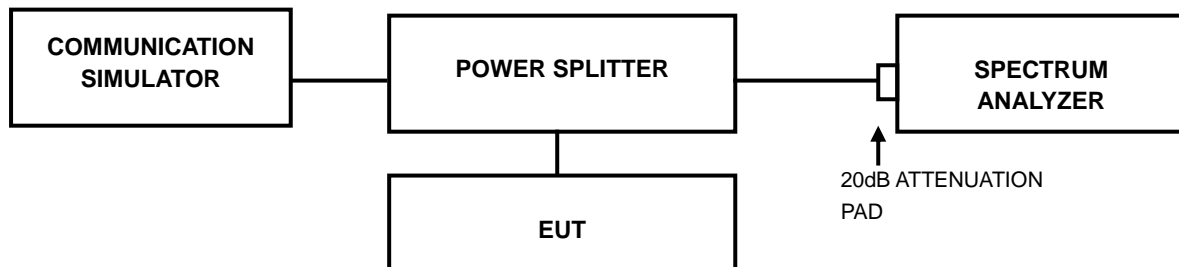 COMMUNICATION
SIMULATOR
POWER SPLITTER
SPECTRUM
ANALYZER
20dB ATTENUATION
PAD
EUT